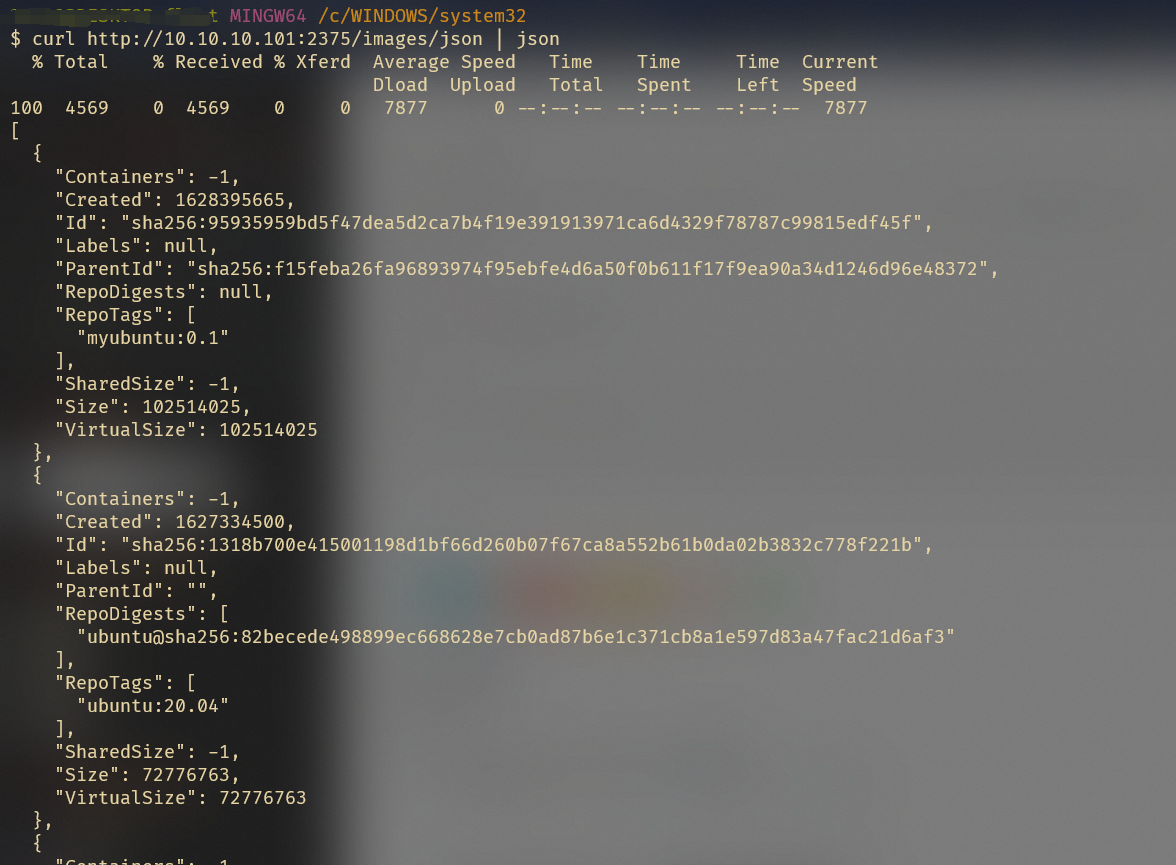 MINGW64 /c/WINDOWS/system32
$ curl http://10.10.10.101:2375/images/json | json
% Total % Received % Xferd Average Speed Time Time Time Current
Dload Upload Total Spent Left Speed
100 4569 0 4569 0 0 7877 0 --:--:-- --:--:-- --:--:-- 7877
[
{
"Containers": -1,
"Created": 1628395665,
"Id": "sha256:95935959bd5f47dea5d2ca7b4f19e391913971ca6d4329f78787c99815edf45f",
"Labels": null,
"ParentId": "sha256:f15feba26fa96893974f95ebfe4d6a50f0b611f17f9ea90a34d1246d96e48372",
"RepoDigests": null,
"RepoTags": [
"myubuntu:0.1"
],
"SharedSize": -1,
"Size": 102514025,
"VirtualSize": 102514025
},
{
"Containers": -1,
"Created": 1627334500,
"Id": "sha256:1318b700e415001198d1bf66d260b07f67ca8a552b61b0da02b3832c778f221b",
"Labels": null,
"ParentId": "",
"RepoDigests": [
"ubuntu@sha256:82becede498899ec668628e7cb0ad87b6e1c371cb8a1e597d83a47fac21d6af3"
],
"RepoTags": [
"ubuntu:20.04"
],
"SharedSize": -1,
"Size": 72776763,
"VirtualSize": 72776763
},
{